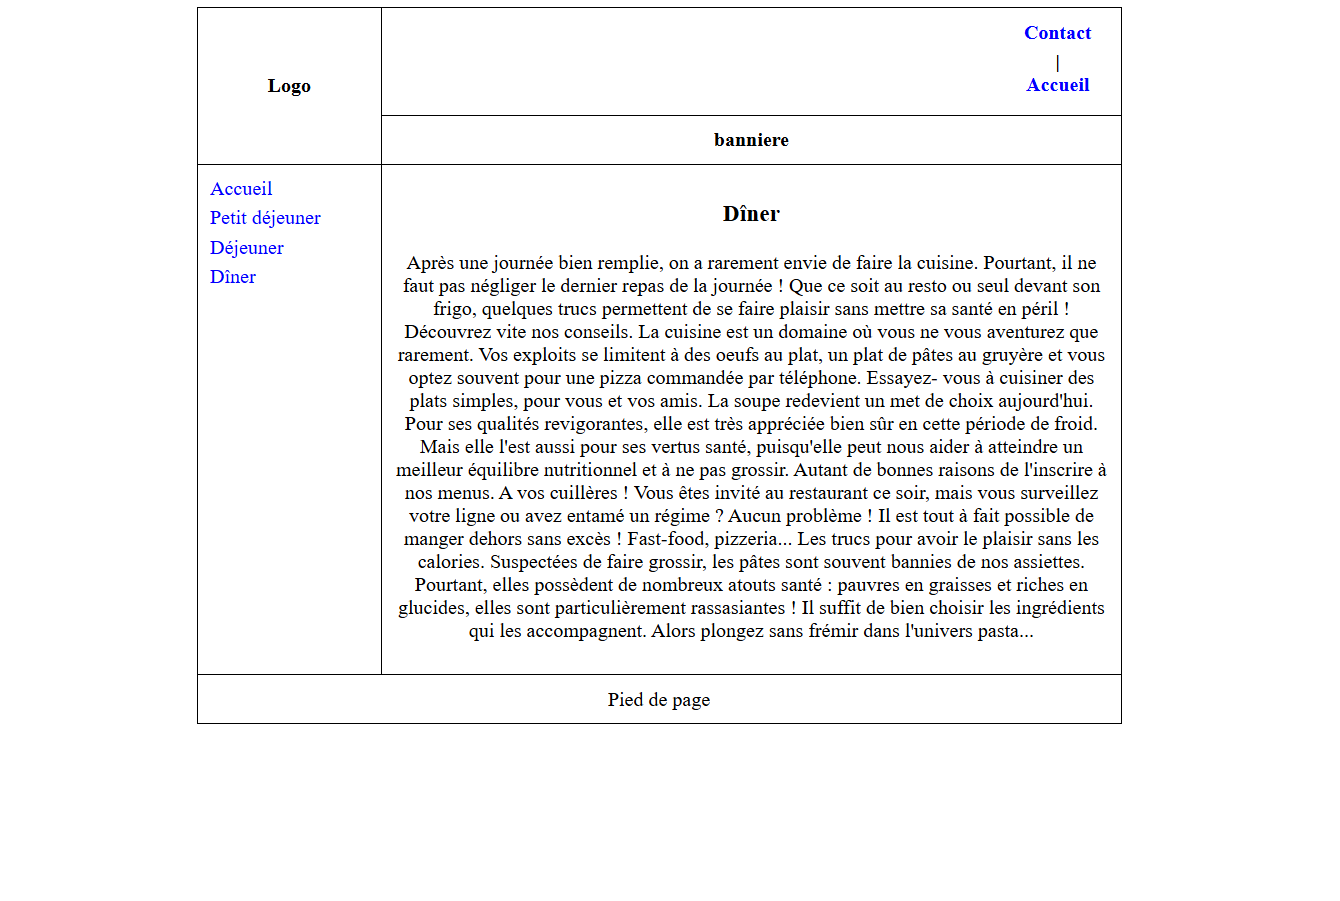 Contact
|
Accueil
Logo
banniere
Accueil
Petit déjeuner
Déjeuner
Dîner
Dîner
Après une journée bien remplie, on a rarement envie de faire la cuisine. Pourtant, il ne
faut pas négliger le dernier repas de la journée ! Que ce soit au resto ou seul devant son
frigo, quelques trucs permettent de se faire plaisir sans mettre sa santé en péril !
Découvrez vite nos conseils. La cuisine est un domaine où vous ne vous aventurez que
rarement. Vos exploits se limitent à des oeufs au plat, un plat de pâtes au gruyère et vous
optez souvent pour une pizza commandée par téléphone. Essayez- vous à cuisiner des
plats simples, pour vous et vos amis. La soupe redevient un met de choix aujourd'hui.
Pour ses qualités revigorantes, elle est très appréciée bien sûr en cette période de froid.
Mais elle l'est aussi pour ses vertus santé, puisqu'elle peut nous aider à atteindre un
meilleur équilibre nutritionnel et à ne pas grossir. Autant de bonnes raisons de l'inscrire à
nos menus. A vos cuillères ! Vous êtes invité au restaurant ce soir, mais vous surveillez
votre ligne ou avez entamé un régime ? Aucun problème ! Il est tout à fait possible de
manger dehors sans excès ! Fast-food, pizzeria... Les trucs pour avoir le plaisir sans les
calories. Suspectées de faire grossir, les pâtes sont souvent bannies de nos assiettes.
Pourtant, elles possèdent de nombreux atouts santé : pauvres en graisses et riches en
glucides, elles sont particulièrement rassasiantes ! Il suffit de bien choisir les ingrédients
qui les accompagnent. Alors plongez sans frémir dans l'univers pasta...
Pied de page